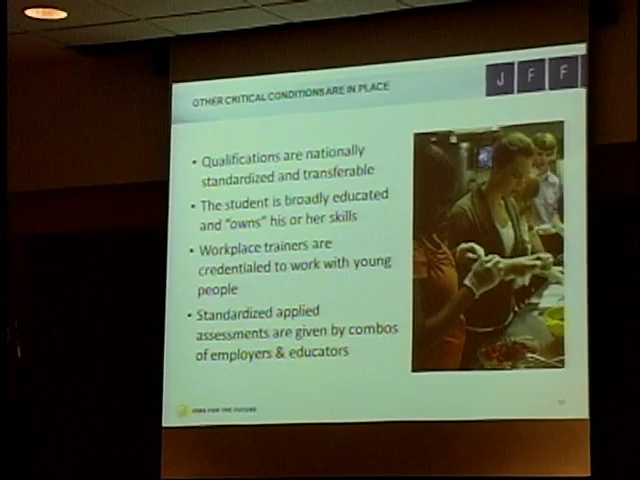 OTHER CRITICAL CONDITIONS ARE IN PLACE
J F F
• Qualifications are nationally
standardized and transferable
• The student is broadly educated
and "owns" his or her skills
• Workplace trainers are
credentialed to work with young
people
• Standardized applied
assessments are given by combos
of employers & educators
JOBS FOR THE FUTURE